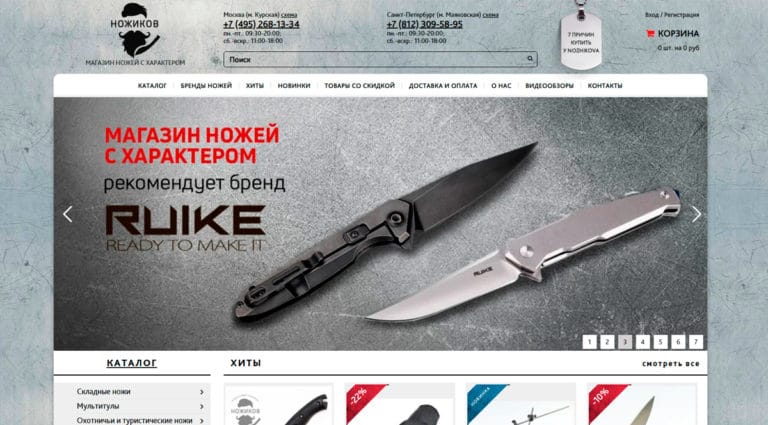 НОЖИКОВ
МАГАЗИН НОЖЕЙ С ХАРАКТЕРОМ
Москва (м. Курская) схема
+7 (495) 268-13-34
пн.-пт.: 09:30-20:00;
сб.-вскр.: 11:00-18:00
Санкт-Петербург (м. Маяковская) схема
+7 (812) 309-58-95
пн.-пт.: 09:30-20:00;
сб.-вскр.: 11:00-18:00
Поиск
7 ПРИЧИН
КУПИТЬ
У NOZHIKOVA
Вход / Регистрация
КОРЗИНА
0 шт. на 0 руб
КАТАЛОГ БРЕНДЫ НОЖЕЙ ХИТЫ НОВИНКИ ТОВАРЫ СО СКИДКОЙ ДОСТАВКА И ОПЛАТА О НАС ВИДЕООБЗОРЫ КОНТАКТЫ
МАГАЗИН НОЖЕЙ
С ХАРАКТЕРОМ
рекомендует бренд
RUIKE
READY TO MAKE IT
RUIKE
1 2 3 4 5 6 7
КАТАЛОГ
Складные ножи
Мультитулы
Охотничьи и туристические ножи
ХИТЫ
смотреть все
НОЖИКОВ
-22%
НОВИНКА
-10%